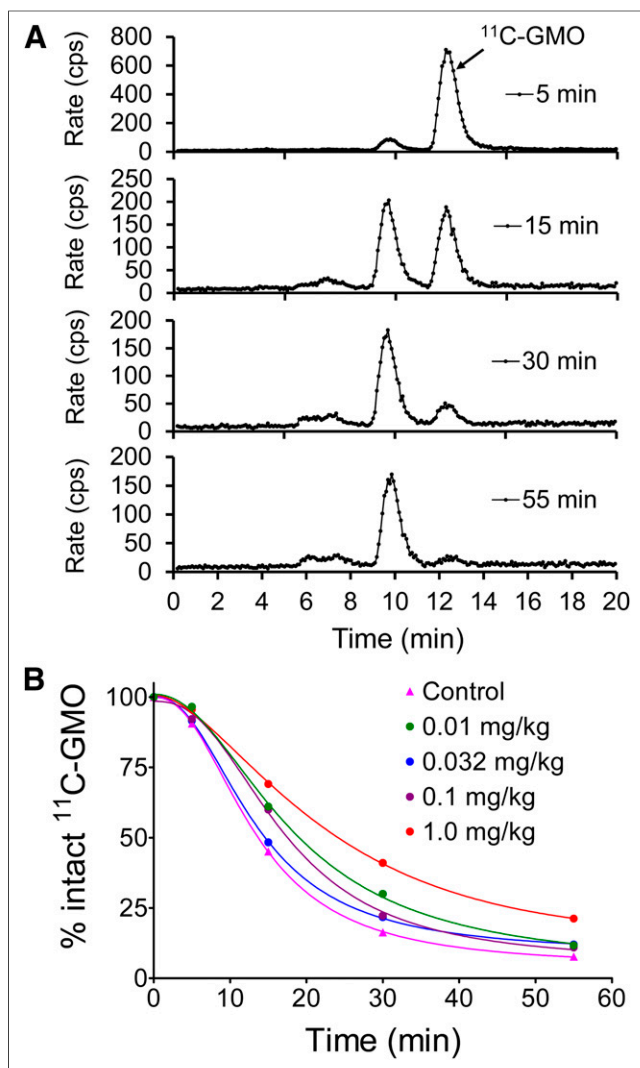 A
¹¹C-GMO
Rate (cps)
800
600
400
200
0
5 min
Rate (cps)
250
200
150
100
50
0
15 min
Rate (cps)
200
150
100
50
0
30 min
Rate (cps)
200
150
100
50
0
55 min
0 2 4 6 8 10 12 14 16 18 20
Time (min)
B
% intact ¹¹C-GMO
100
75
50
25
0
Control
0.01 mg/kg
0.032 mg/kg
0.1 mg/kg
1.0 mg/kg
0 10 20 30 40 50 60
Time (min)